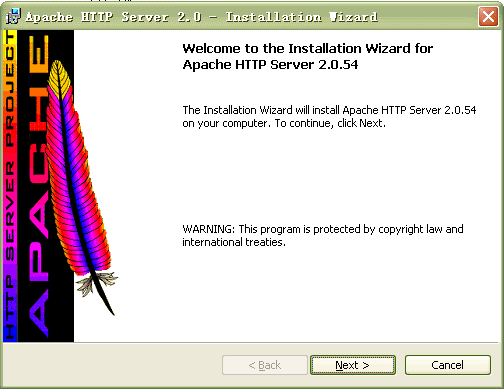 Apache HTTP Server 2.0 - Installation Wizard
Welcome to the Installation Wizard for
Apache HTTP Server 2.0.54
The Installation Wizard will install Apache HTTP Server 2.0.54
on your computer. To continue, click Next.
WARNING: This program is protected by copyright law and
international treaties.
HTTP SERVER PROJECT
APACHE
< Back
Next >
Cancel